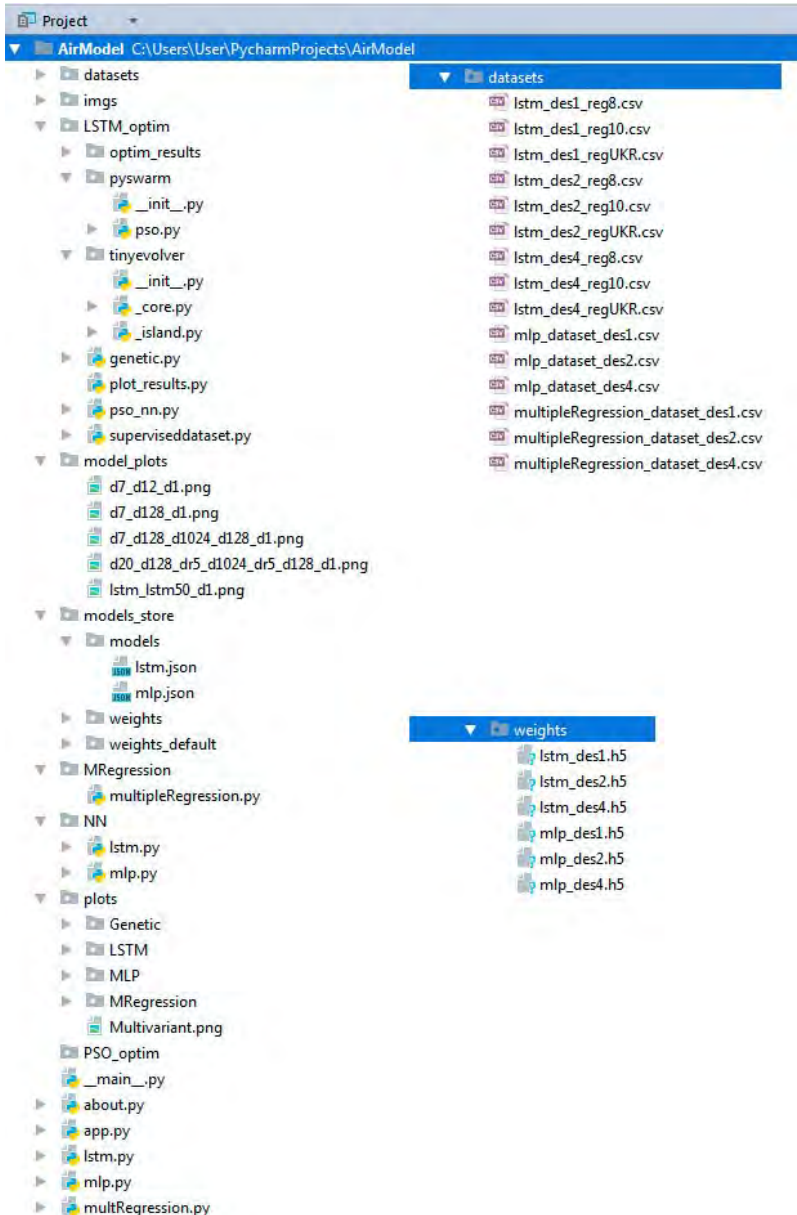 Project
AirModel C:\Users\User\PycharmProjects\AirModel
datasets
imgs
LSTM_optim
optim_results
pyswarm
__init__.py
pso.py
tinyevolver
__init__.py
_core.py
_island.py
genetic.py
plot_results.py
pso_nn.py
superviseddataset.py
model_plots
d7_d12_d1.png
d7_d128_d1.png
d7_d128_d1024_d128_d1.png
d20_d128_dr5_d1024_dr5_d128_d1.png
lstm_lstm50_d1.png
models_store
models
lstm.json
mlp.json
weights
weights_default
MRegression
multipleRegression.py
NN
lstm.py
mlp.py
plots
Genetic
LSTM
MLP
MRegression
Multivariant.png
PSO_optim
__main__.py
about.py
app.py
lstm.py
mlp.py
multRegression.py
datasets
lstm_des1_reg8.csv
lstm_des1_reg10.csv
lstm_des1_regUKR.csv
lstm_des2_reg8.csv
lstm_des2_reg10.csv
lstm_des2_regUKR.csv
lstm_des4_reg8.csv
lstm_des4_reg10.csv
lstm_des4_regUKR.csv
mlp_dataset_des1.csv
mlp_dataset_des2.csv
mlp_dataset_des4.csv
multipleRegression_dataset_des1.csv
multipleRegression_dataset_des2.csv
multipleRegression_dataset_des4.csv
weights
lstm_des1.h5
lstm_des2.h5
lstm_des4.h5
mlp_des1.h5
mlp_des2.h5
mlp_des4.h5